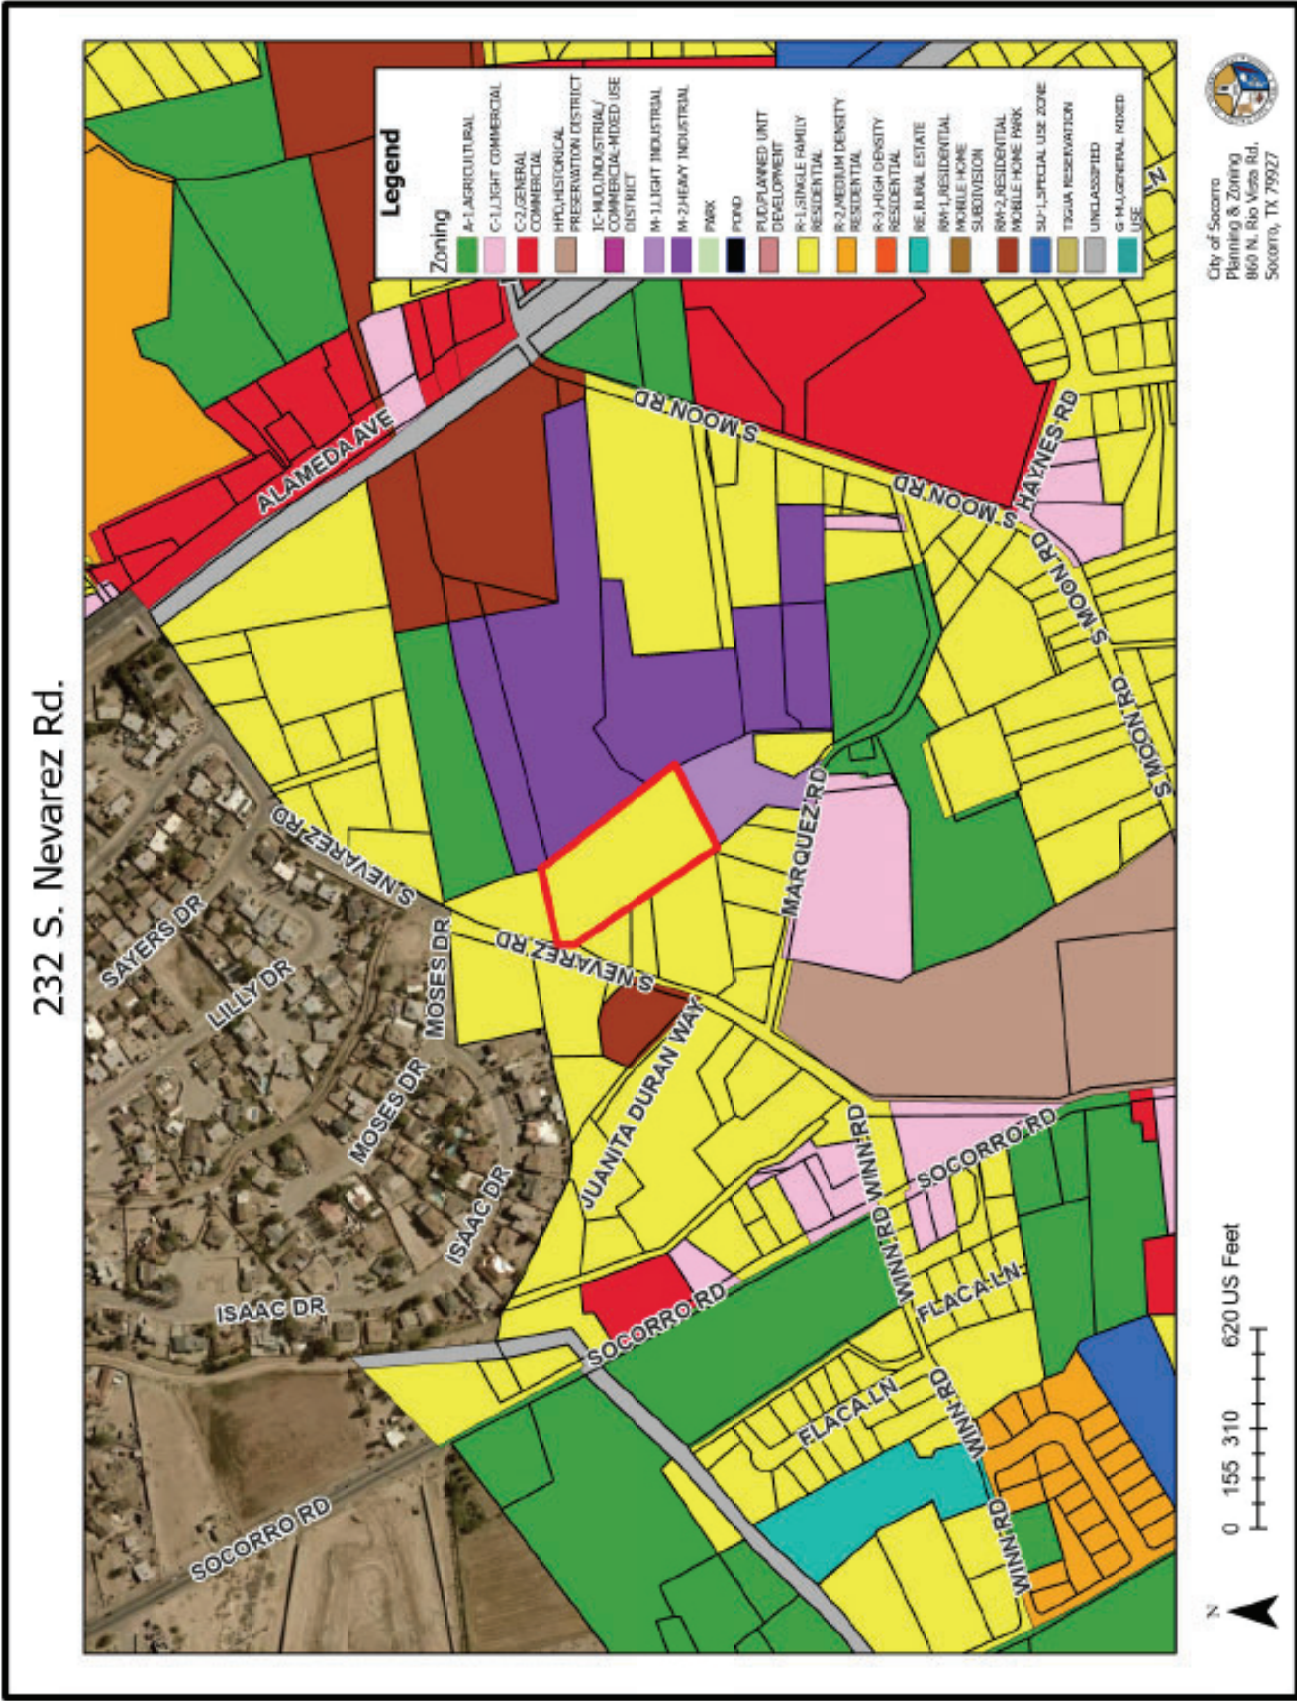 232 S. Nevarez Rd.
SAYERS DR
LILLY DR
MOSES DR
MOSES DR
ISAAC DR
ISAAC DR
SOCORRO RD
S NEVAREZ RD
S NEVAREZ RD
ALAMEDA AVE
JUANITA DURAN WAY
MARQUEZ RD
S MOON RD
S MOON RD
HAYNES RD
S MOON RD
S MOON RD
SOCORRO RD
SOCORRO RD
WINN RD
WINN RD
WINN RD
WINN RD
FLACA LN
FLACA LN
Legend
Zoning
A-1,AGRICULTURAL
C-1,LIGHT COMMERCIAL
C-2,GENERAL
COMMERCIAL
HPD,HISTORICAL
PRESERVATION DISTRICT
IC-MUD,INDUSTRIAL/
COMMERCIAL-MIXED USE
DISTRICT
M-1,LIGHT INDUSTRIAL
M-2,HEAVY INDUSTRIAL
PARK
POND
PUD,PLANNED UNIT
DEVELOPMENT
R-1,SINGLE FAMILY
RESIDENTIAL
R-2,MEDIUM DENSITY
RESIDENTIAL
R-3,HIGH DENSITY
RESIDENTIAL
RE,RURAL ESTATE
RM-1,RESIDENTIAL
MOBILE HOME
SUBDIVISION
RM-2,RESIDENTIAL
MOBILE HOME PARK
SU-1,SPECIAL USE ZONE
TIGUA RESERVATION
UNCLASSIFIED
G-MU,GENERAL MIXED
USE
N
0 155 310 620 US Feet
City of Socorro
Planning & Zoning
860 N. Rio Vista Rd.
Socorro, TX 79927